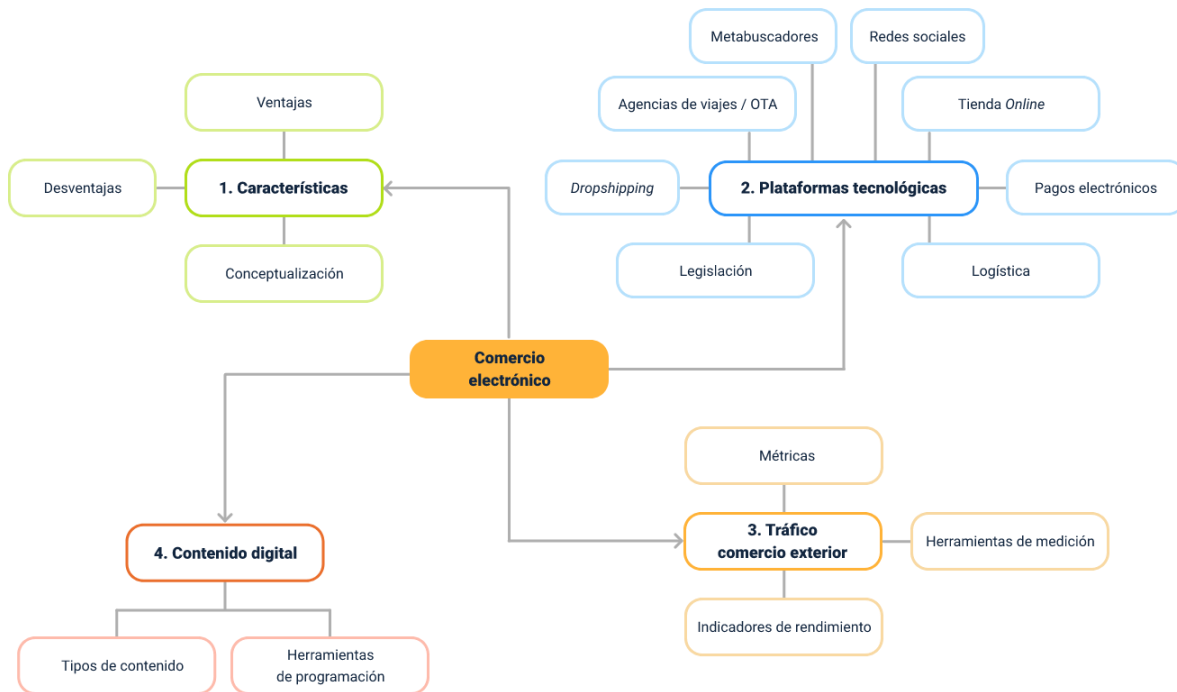 Metabuscadores
Redes sociales
Ventajas
Agencias de viajes / OTA
Tienda Online
Desventajas
1. Características
Dropshipping
2. Plataformas tecnológicas
Pagos electrónicos
Conceptualización
Legislación
Logística
Comercio
electrónico
Métricas
4. Contenido digital
3. Tráfico
comercio exterior
Herramientas de medición
Indicadores de rendimiento
Tipos de contenido
Herramientas
de programación